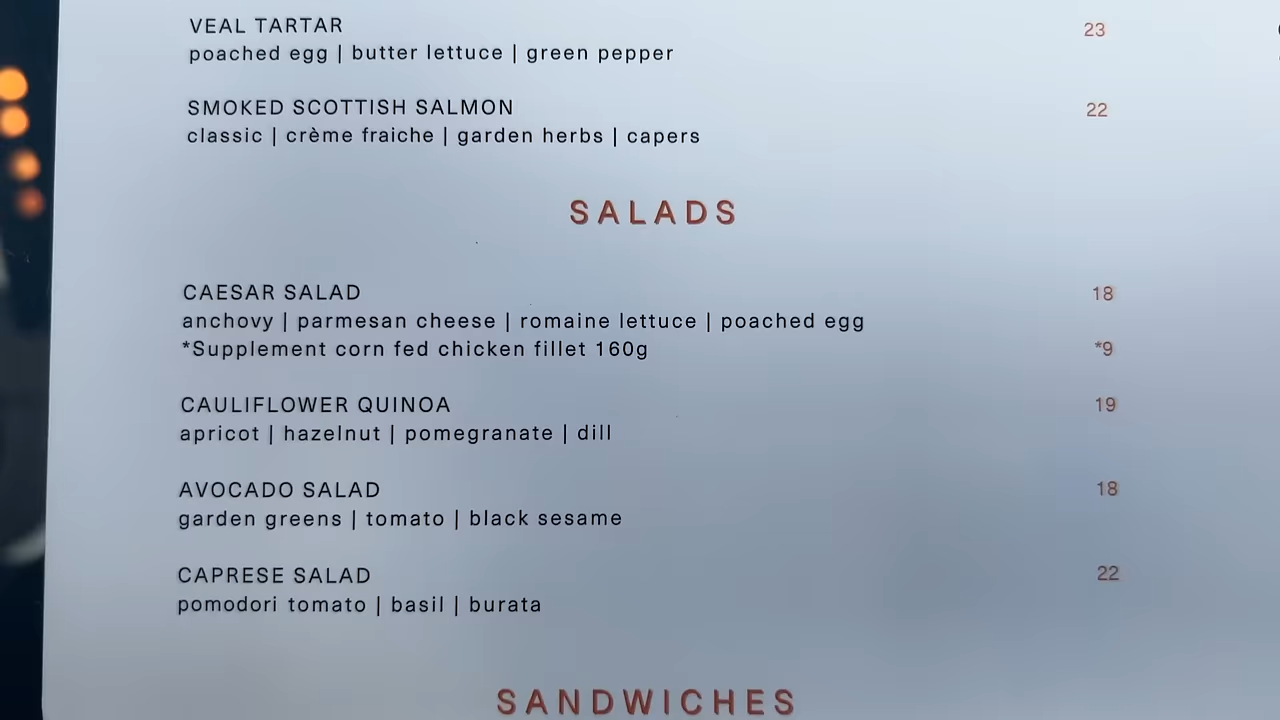 VEAL TARTAR 23
poached egg | butter lettuce | green pepper
SMOKED SCOTTISH SALMON 22
classic | crème fraiche | garden herbs | capers
SALADS
CAESAR SALAD 18
anchovy | parmesan cheese | romaine lettuce | poached egg
*Supplement corn fed chicken fillet 160g *9
CAULIFLOWER QUINOA 19
apricot | hazelnut | pomegranate | dill
AVOCADO SALAD 18
garden greens | tomato | black sesame
CAPRESE SALAD 22
pomodori tomato | basil | burata
SANDWICHES